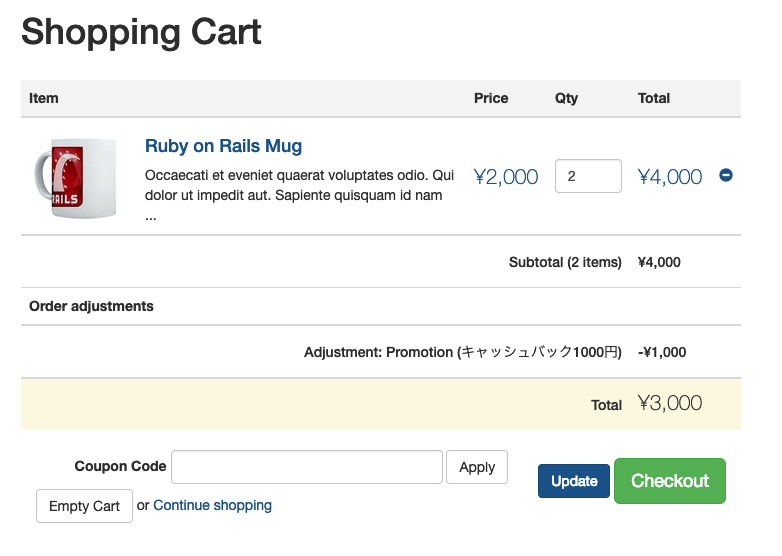 Shopping Cart
Item Price Qty Total
Ruby on Rails Mug
Occaecati et eveniet quaerat voluptates odio. Qui
dolor ut impedit aut. Sapiente quisquam id nam
...
¥2,000 2 ¥4,000
RAILS
Subtotal (2 items) ¥4,000
Order adjustments
Adjustment: Promotion (キャッシュバック1000円) -¥1,000
Total ¥3,000
Coupon Code Apply
Update Checkout
Empty Cart or Continue shopping